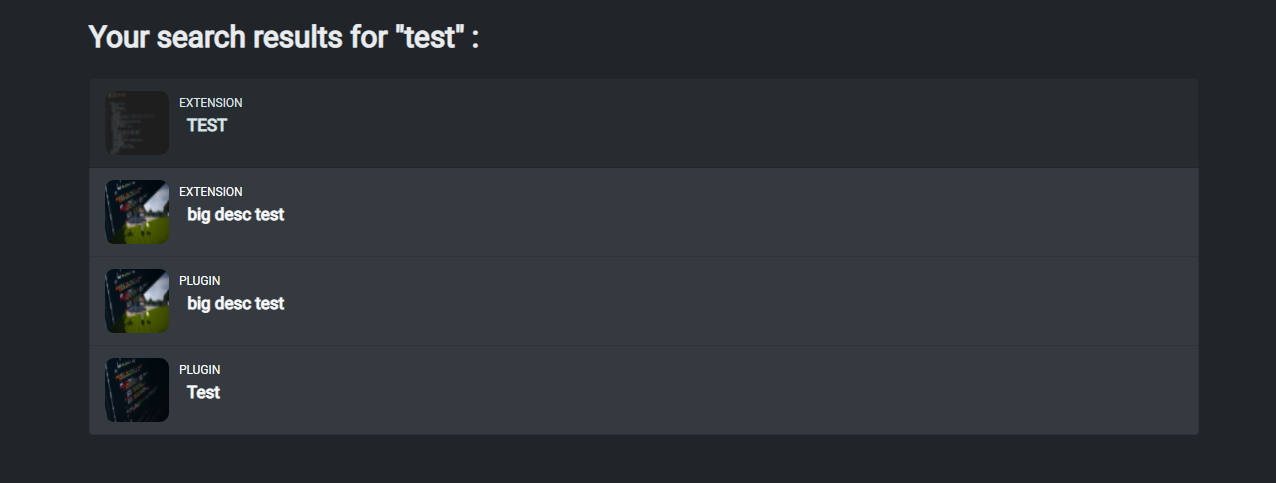 Your search results for "test" :
EXTENSION
TEST
EXTENSION
big desc test
PLUGIN
big desc test
PLUGIN
Test